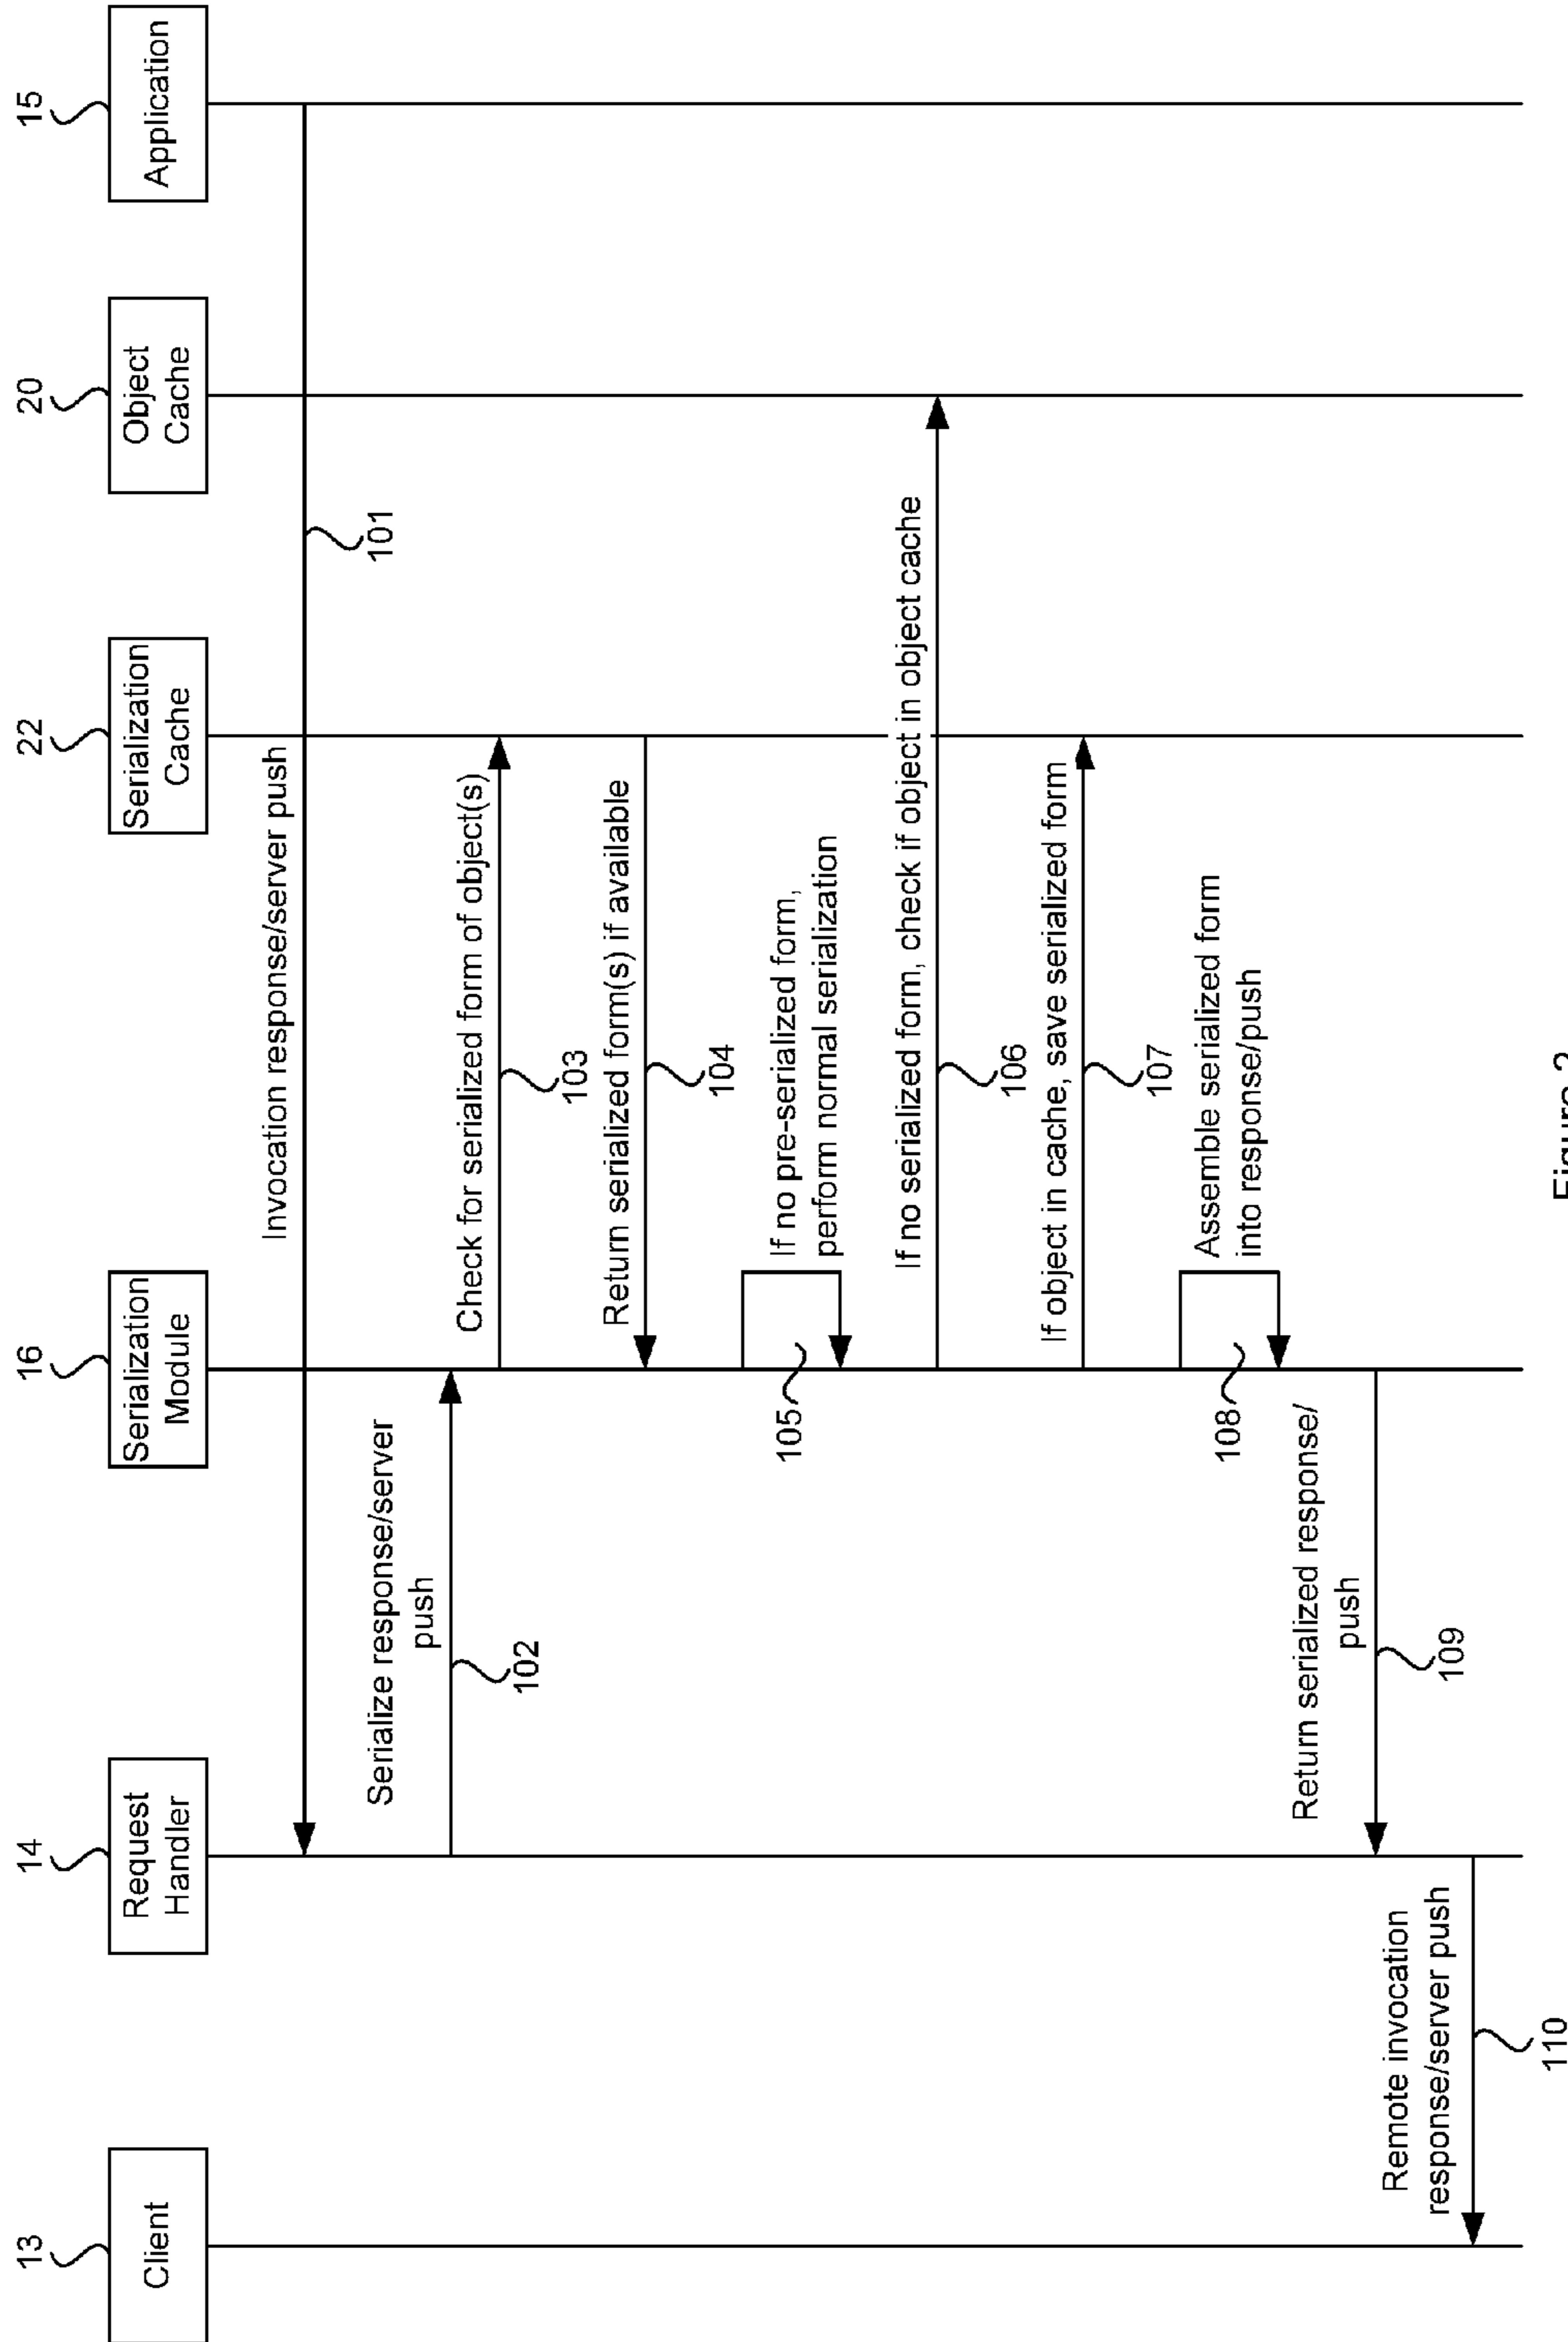 13
14
16
22
20
15
Client
Request
Handler
Serialization
Module
Serialization
Cache
Object
Cache
Application
Invocation response/server push
101
Serialize response/server
push
102
Check for serialized form of object(s)
103
Return serialized form(s) if available
104
If no pre-serialized form,
perform normal serialization
105
If no serialized form, check if object in object cache
106
If object in cache, save serialized form
107
Assemble serialized form
into response/push
108
Return serialized response/
push
109
Remote invocation
response/server push
110
Figure 2